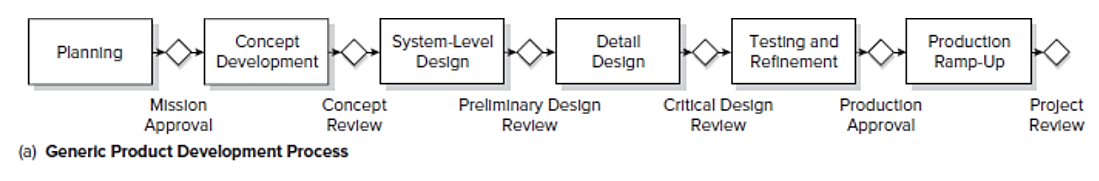 Planning
Concept
Development
System-Level
Design
Detail
Design
Testing and
Refinement
Production
Ramp-Up
Mission
Approval
Concept
Review
Preliminary Design
Review
Critical Design
Review
Production
Approval
Project
Review
(a) Generic Product Development Process